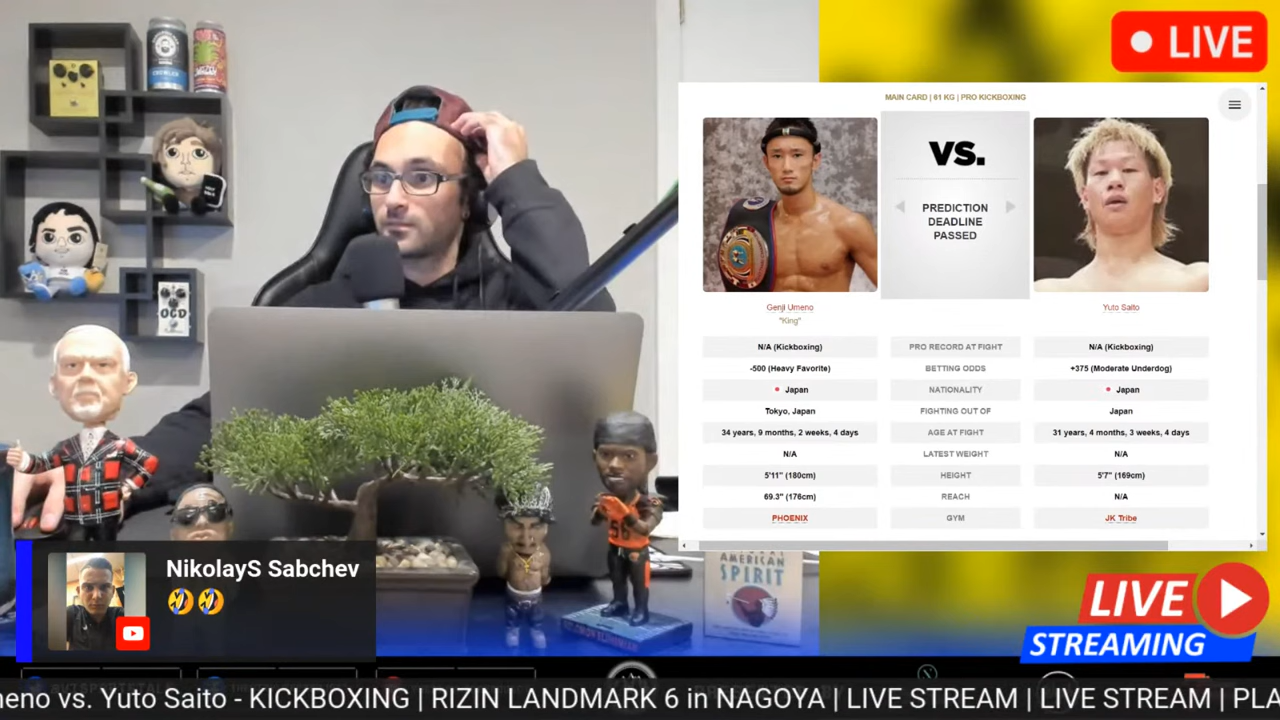 LIVE
MAIN CARD | 61 KG | PRO KICKBOXING
VS.
PREDICTION
DEADLINE
PASSED
Genji Umeno
"King"
Yuto Saito
N/A (Kickboxing)
PRO RECORD AT FIGHT
N/A (Kickboxing)
-500 (Heavy Favorite)
BETTING ODDS
+375 (Moderate Underdog)
Japan
NATIONALITY
Japan
Tokyo, Japan
FIGHTING OUT OF
Japan
34 years, 9 months, 2 weeks, 4 days
AGE AT FIGHT
31 years, 4 months, 3 weeks, 4 days
N/A
LATEST WEIGHT
N/A
5'11" (180cm)
HEIGHT
5'7" (169cm)
69.3" (176cm)
REACH
N/A
PHOENIX
GYM
JK Tribe
OCD
56
AMERICAN
SPIRIT
NikolayS Sabchev
🤣🤣
LIVE
STREAMING
neno vs. Yuto Saito - KICKBOXING | RIZIN LANDMARK 6 in NAGOYA | LIVE STREAM | LIVE STREAM | PLA